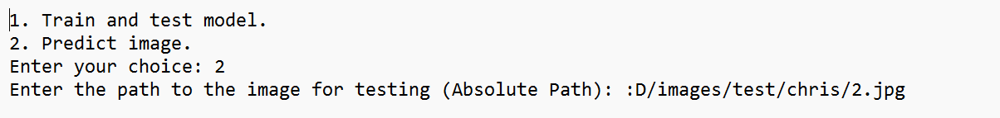 1. Train and test model.
2. Predict image.
Enter your choice: 2
Enter the path to the image for testing (Absolute Path): :D/images/test/chris/2.jpg